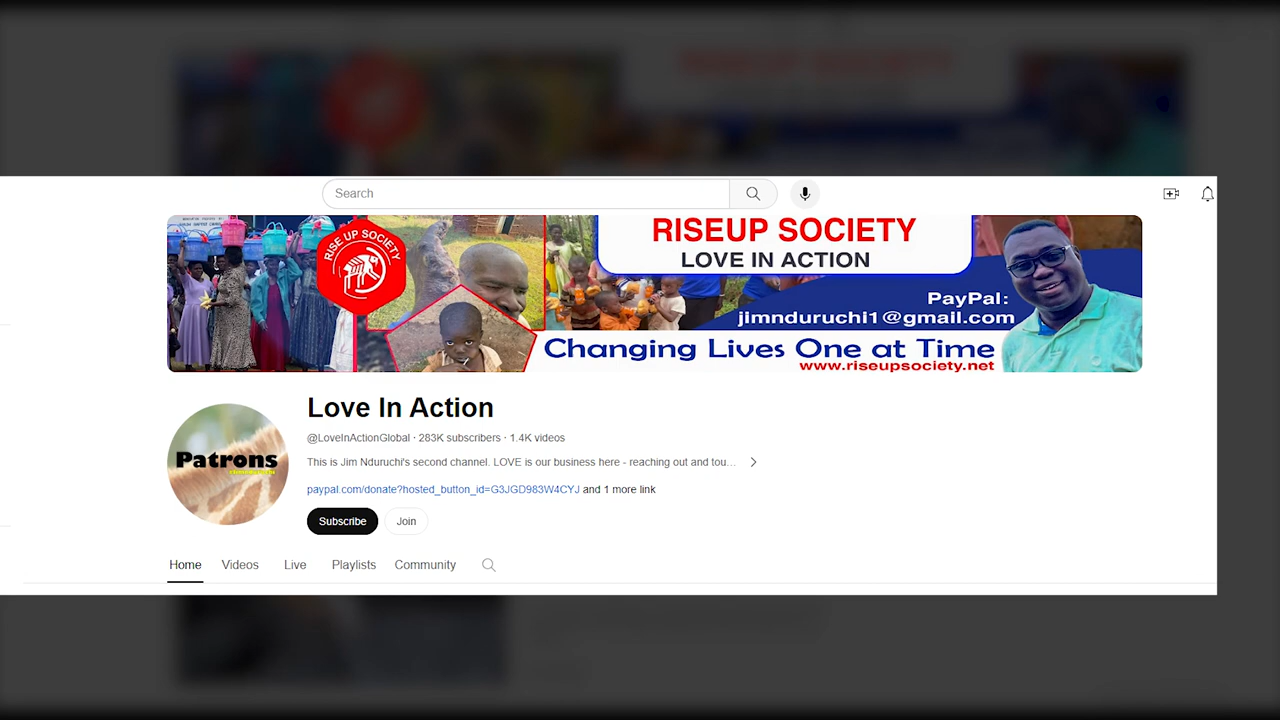 Search
RISE UP SOCIETY
RISEUP SOCIETY
LOVE IN ACTION
PayPal:
jimnduruchi1@gmail.com
Changing Lives One at Time
www.riseupsociety.net
Patrons
Love In Action
@LoveInActionGlobal · 283K subscribers · 1.4K videos
This is Jim Nduruchi's second channel. LOVE is our business here - reaching out and tou...
paypal.com/donate?hosted_button_id=G3JGD983W4CYJ and 1 more link
Subscribe Join
Home Videos Live Playlists Community